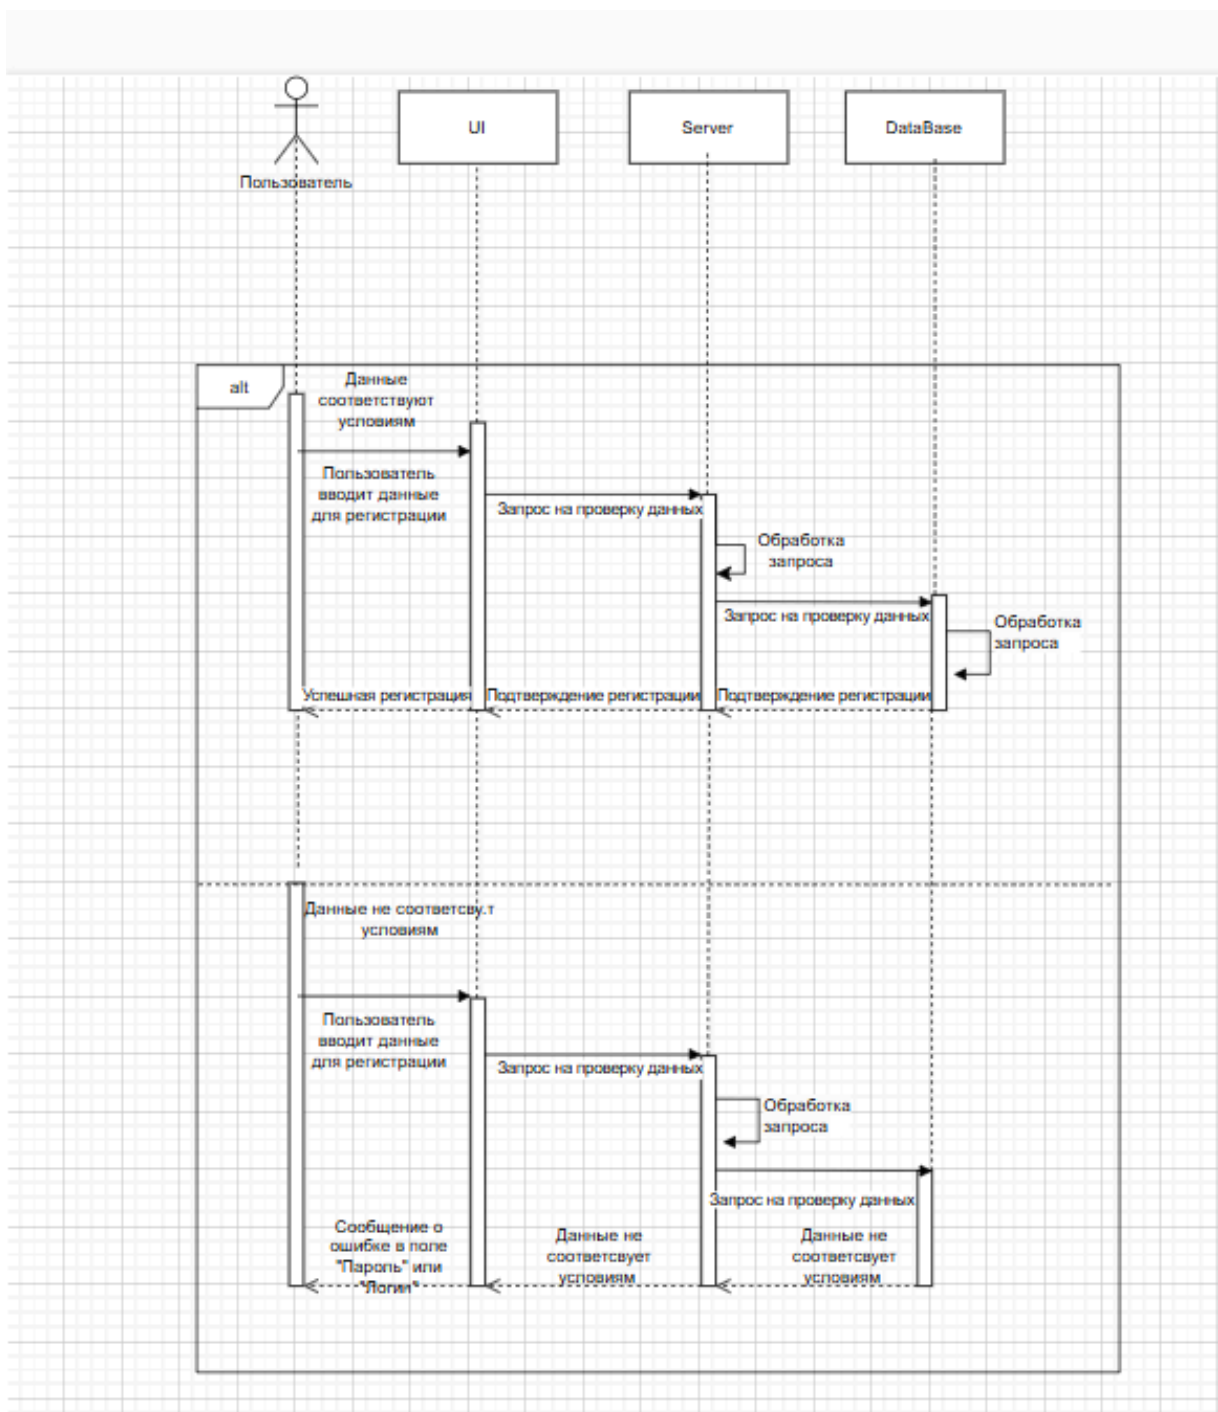 UI
Server
DataBase
Пользователь
alt
Данные
соответствуют
условиям
Пользователь
вводит данные
для регистрации
Запрос на проверку данных
Обработка
запроса
Запрос на проверку данных
Обработка
запроса
Успешная регистрация
Подтверждение регистрации
Подтверждение регистрации
Данные не соответсву.т
условиям
Пользователь
вводит данные
для регистрации
Запрос на проверку данных
Обработка
запроса
Запрос на проверку данных
Сообщение о
ошибке в поле
"Пароль" или
"Логин"
Данные не
соответсвует
условиям
Данные не
соответсвует
условиям